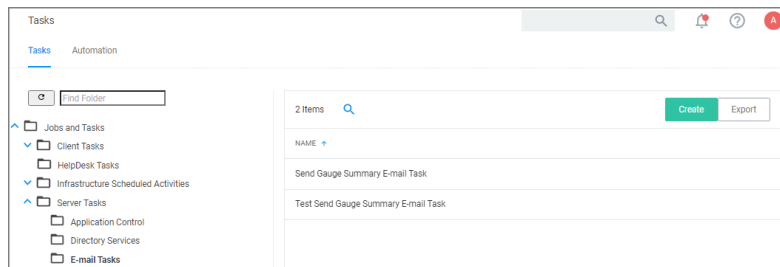 Tasks
A
Tasks Automation
Find Folder
Jobs and Tasks
Client Tasks
HelpDesk Tasks
Infrastructure Scheduled Activities
Server Tasks
Application Control
Directory Services
E-mail Tasks
2 Items Create Export
NAME
Send Gauge Summary E-mail Task
Test Send Gauge Summary E-mail Task